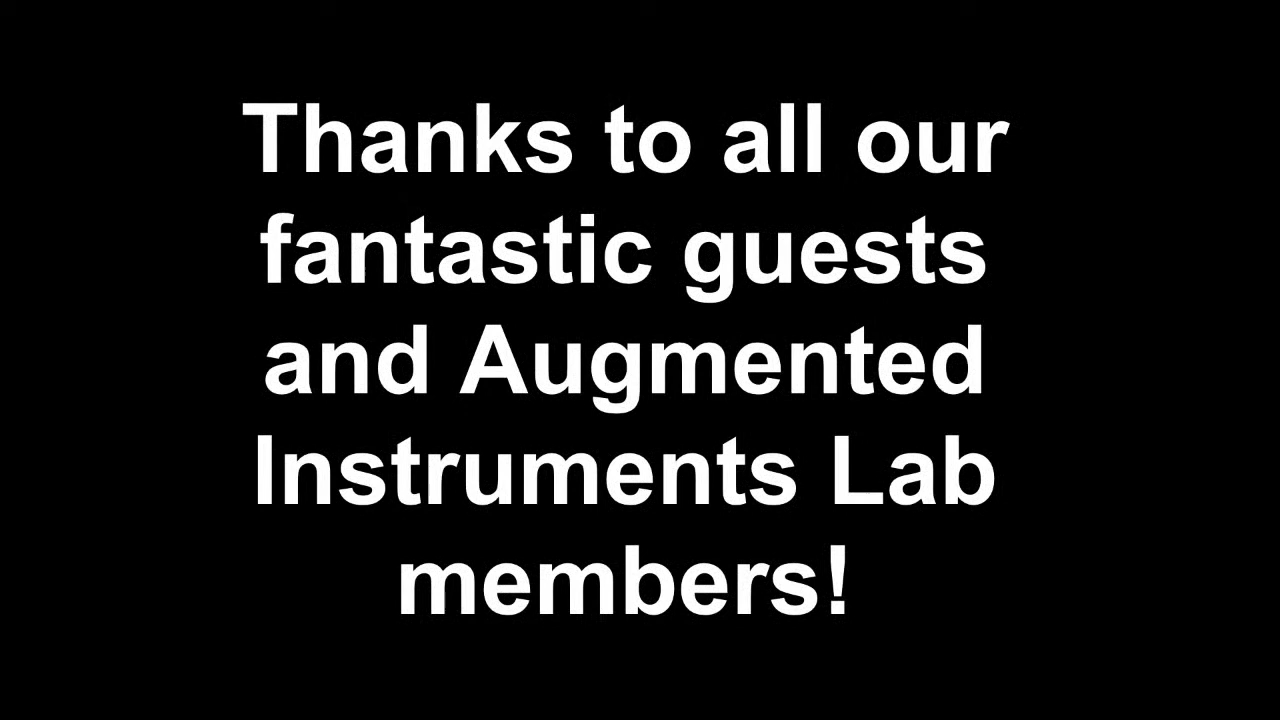 Thanks to all our
fantastic guests
and Augmented
Instruments Lab
members!